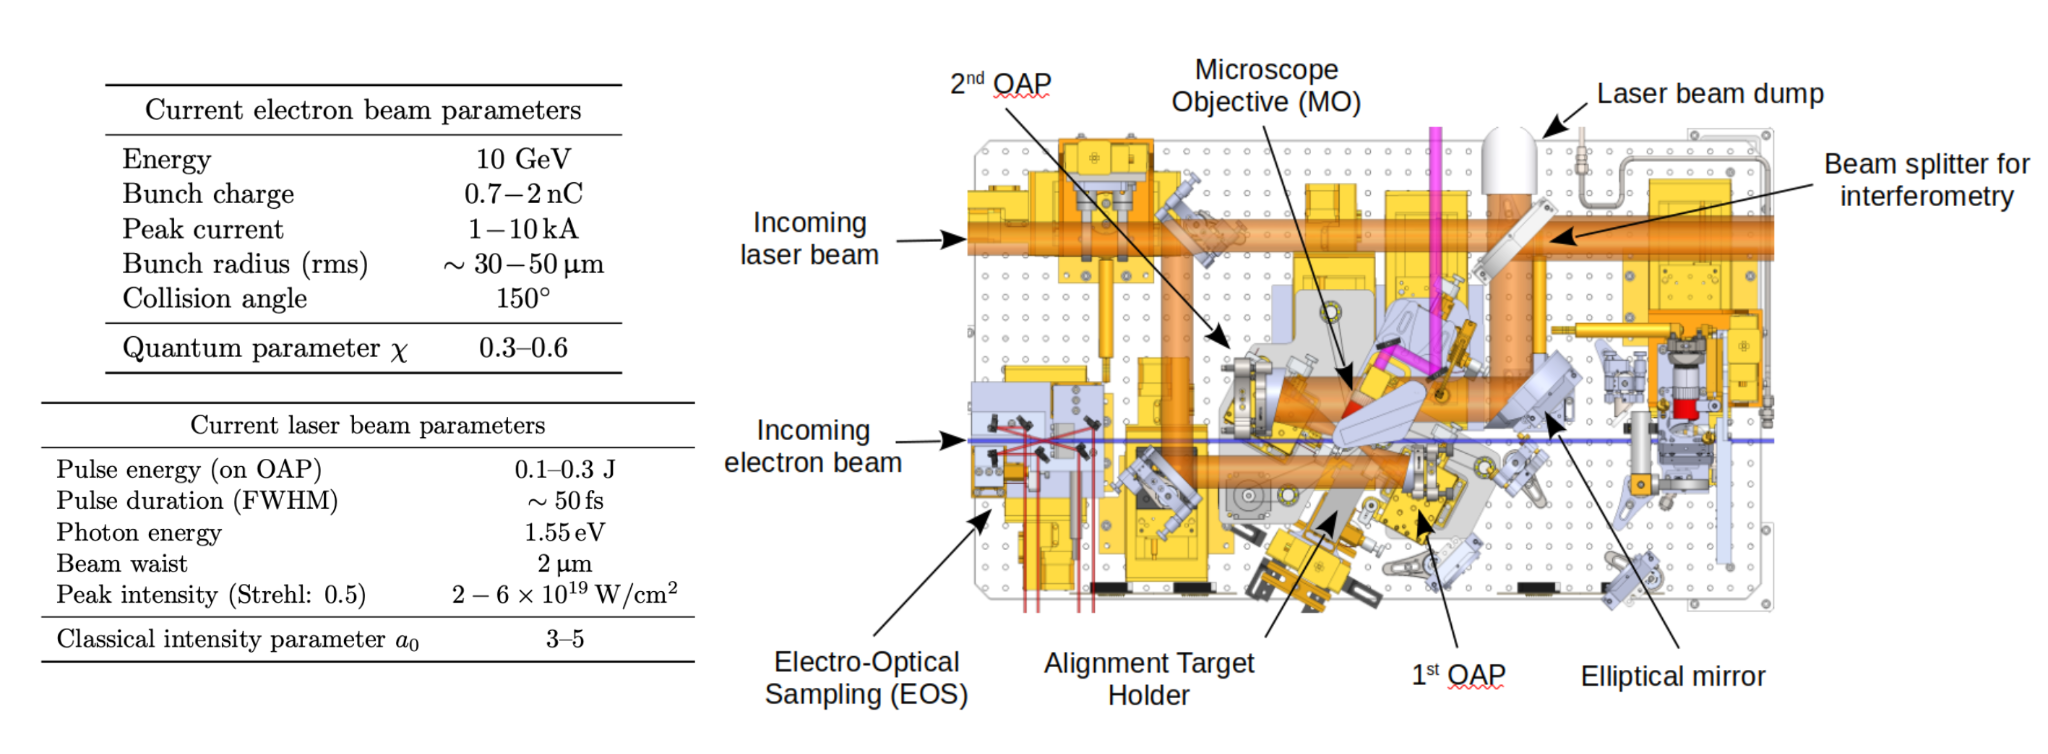 Current electron beam parameters
Energy 10 GeV
Bunch charge 0.7–2 nC
Peak current 1–10 kA
Bunch radius (rms) ∼ 30–50 μm
Collision angle 150°
Quantum parameter χ 0.3–0.6
Current laser beam parameters
Pulse energy (on OAP) 0.1–0.3 J
Pulse duration (FWHM) ∼ 50 fs
Photon energy 1.55 eV
Beam waist 2 μm
Peak intensity (Strehl: 0.5) 2 – 6 × 10¹⁹ W/cm²
Classical intensity parameter a₀ 3–5
2ⁿᵈ OAP
Microscope
Objective (MO)
Laser beam dump
Beam splitter for
interferometry
Incoming
laser beam
Incoming
electron beam
Electro-Optical
Sampling (EOS)
Alignment Target
Holder
1ˢᵗ OAP
Elliptical mirror